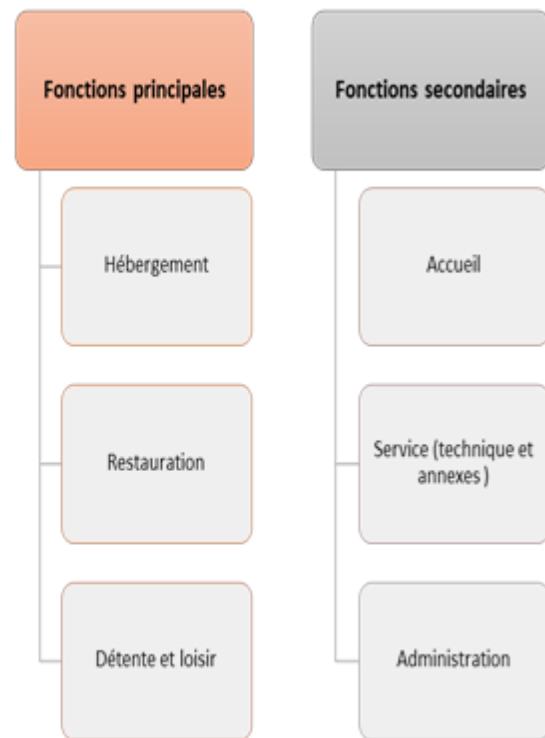 Fonctions principales
Hébergement
Restauration
Détente et loisir
Fonctions secondaires
Accueil
Service (technique et
annexes )
Administration